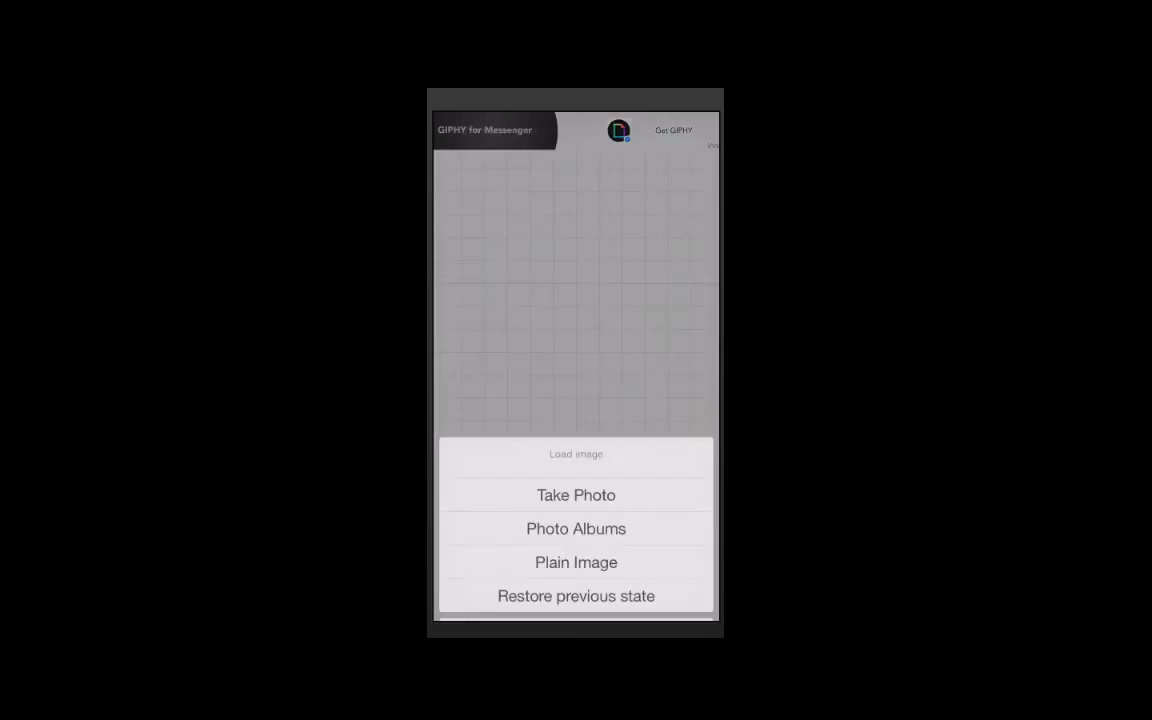 GIPHY for Messenger
Get GIPHY
Load image
Take Photo
Photo Albums
Plain Image
Restore previous state